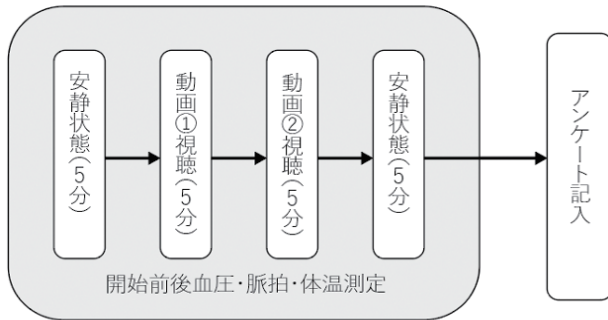 安静状態(5分)
動画①視聴(5分)
動画②視聴(5分)
安静状態(5分)
アンケート記入
開始前後血圧・脈拍・体温測定